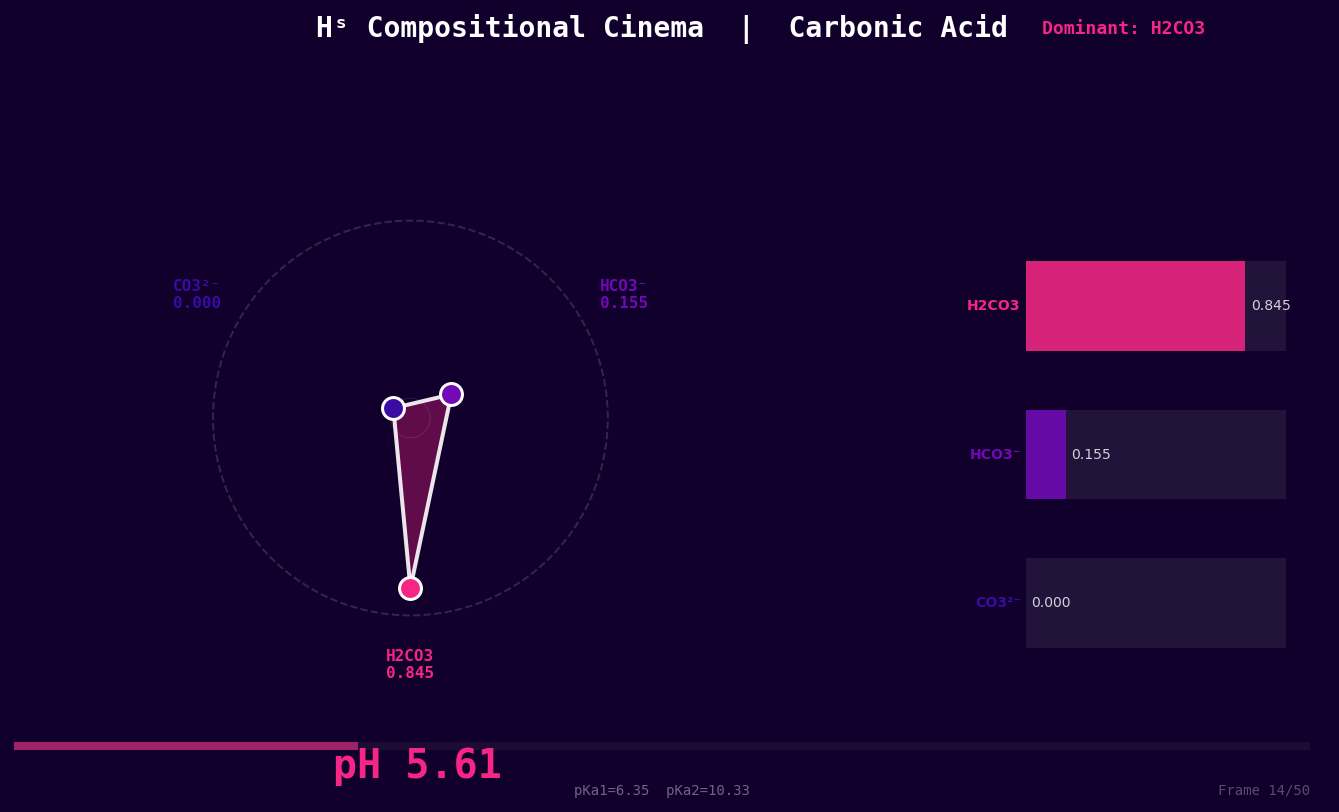 Hˢ Compositional Cinema | Carbonic Acid
Dominant: H2CO3
CO3²⁻
0.000
HCO3⁻
0.155
H2CO3
0.845
H2CO3
0.845
HCO3⁻
0.155
CO3²⁻
0.000
pH 5.61
pKa1=6.35 pKa2=10.33
Frame 14/50